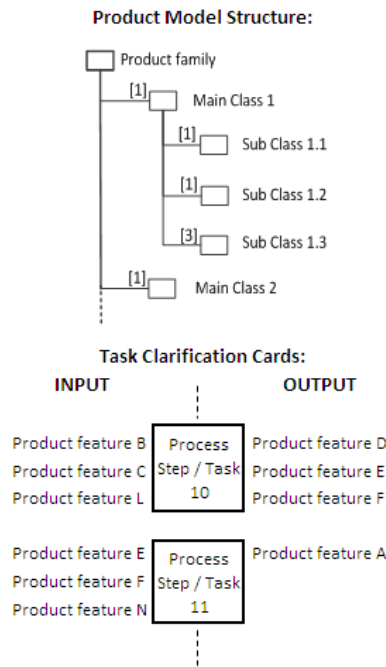 Product Model Structure:
Product family
[1]
Main Class 1
[1]
Sub Class 1.1
[1]
Sub Class 1.2
[3]
Sub Class 1.3
[1]
Main Class 2
Task Clarification Cards:
INPUT
OUTPUT
Product feature B
Product feature C
Product feature L
Process
Step / Task
10
Product feature D
Product feature E
Product feature F
Product feature E
Product feature F
Product feature N
Process
Step / Task
11
Product feature A